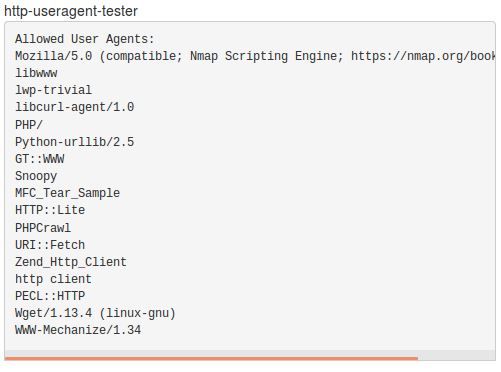 http-useragent-tester
Allowed User Agents:
Mozilla/5.0 (compatible; Nmap Scripting Engine; https://nmap.org/book
libwww
lwp-trivial
libcurl-agent/1.0
PHP/
Python-urllib/2.5
GT::WWW
Snoopy
MFC_Tear_Sample
HTTP::Lite
PHPCrawl
URI::Fetch
Zend_Http_Client
http client
PECL::HTTP
Wget/1.13.4 (linux-gnu)
WWW-Mechanize/1.34